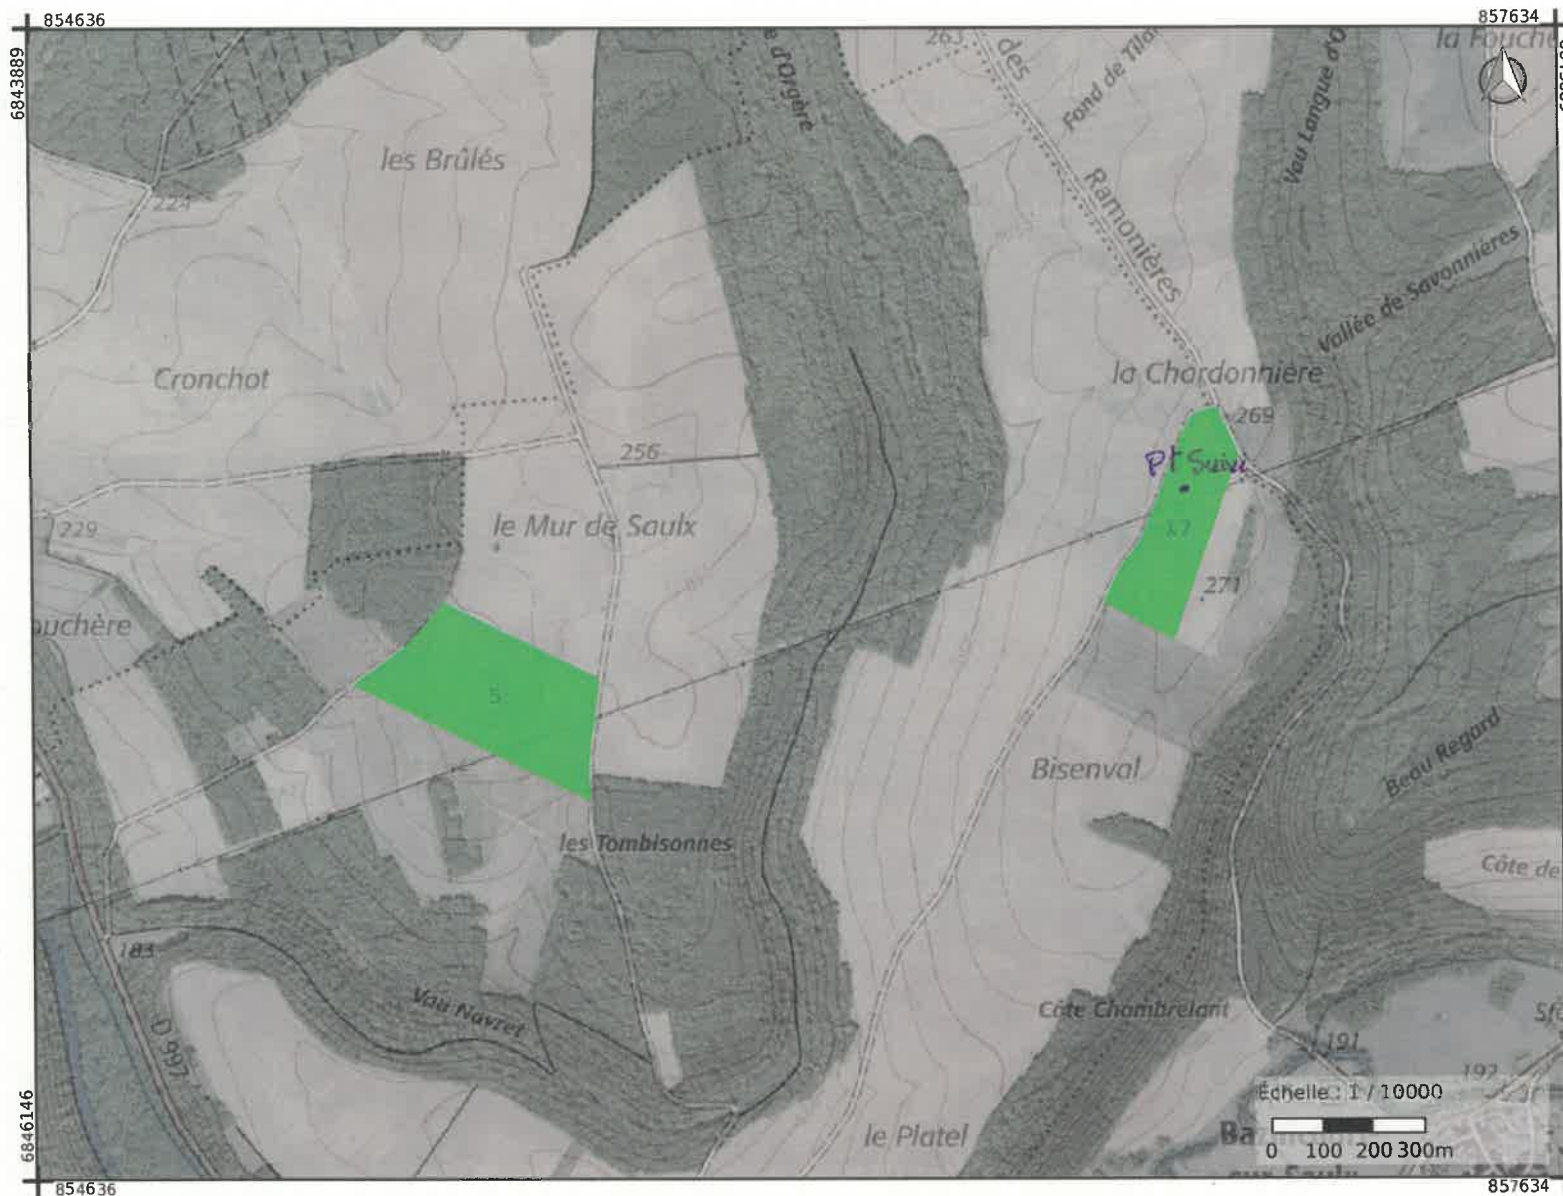 854636
857634
6843889
la Fouch
des
Fond de Tila
e d'Orgère
Vau Langue d'O
les Brûlés
224
Ramonières
Vallée de Savonnières
Cronchot
la Chardonnière
269
256
Pt Suivi
229
le Mur de Saulx
17
271
ouchère
5
Bisenval
Beau Regard
les Tombisonnes
Côte de
183
Vau Navret
Côte Chambrelant
D 997
191
192
Échelle : 1 / 10000
6846146
le Platel
0 100 200 300m
854636
857634